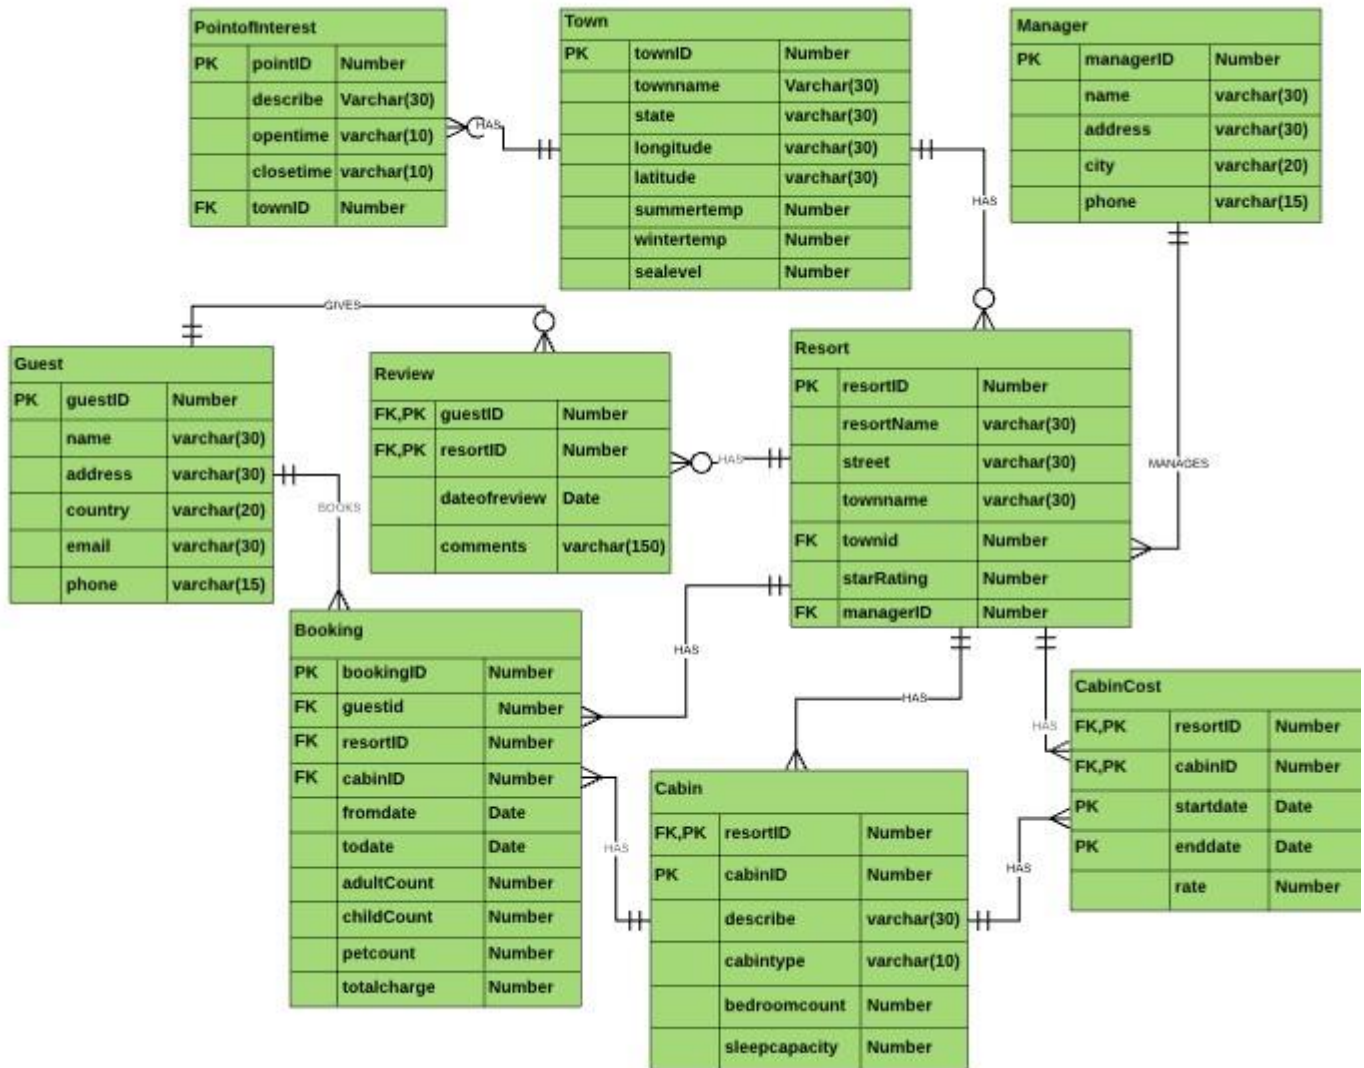 PointofInterest
PK pointID Number
describe Varchar(30)
opentime varchar(10)
closetime varchar(10)
FK townID Number
HAS
Town
PK townID Number
townname Varchar(30)
state varchar(30)
longitude varchar(30)
latitude varchar(30)
summertemp Number
wintertemp Number
sealevel Number
HAS
Manager
PK managerID Number
name varchar(30)
address varchar(30)
city varchar(20)
phone varchar(15)
MANAGES
GIVES
Guest
PK guestID Number
name varchar(30)
address varchar(30)
country varchar(20)
email varchar(30)
phone varchar(15)
BOOKS
Review
FK,PK guestID Number
FK,PK resortID Number
dateofreview Date
comments varchar(150)
HAS
Resort
PK resortID Number
resortName varchar(30)
street varchar(30)
townname varchar(30)
FK townid Number
starRating Number
FK managerID Number
HAS
HAS
HAS
Booking
PK bookingID Number
FK guestid Number
FK resortID Number
FK cabinID Number
fromdate Date
todate Date
adultCount Number
childCount Number
petcount Number
totalcharge Number
HAS
Cabin
FK,PK resortID Number
PK cabinID Number
describe varchar(30)
cabintype varchar(10)
bedroomcount Number
sleepcapacity Number
HAS
CabinCost
FK,PK resortID Number
FK,PK cabinID Number
PK startdate Date
PK enddate Date
rate Number